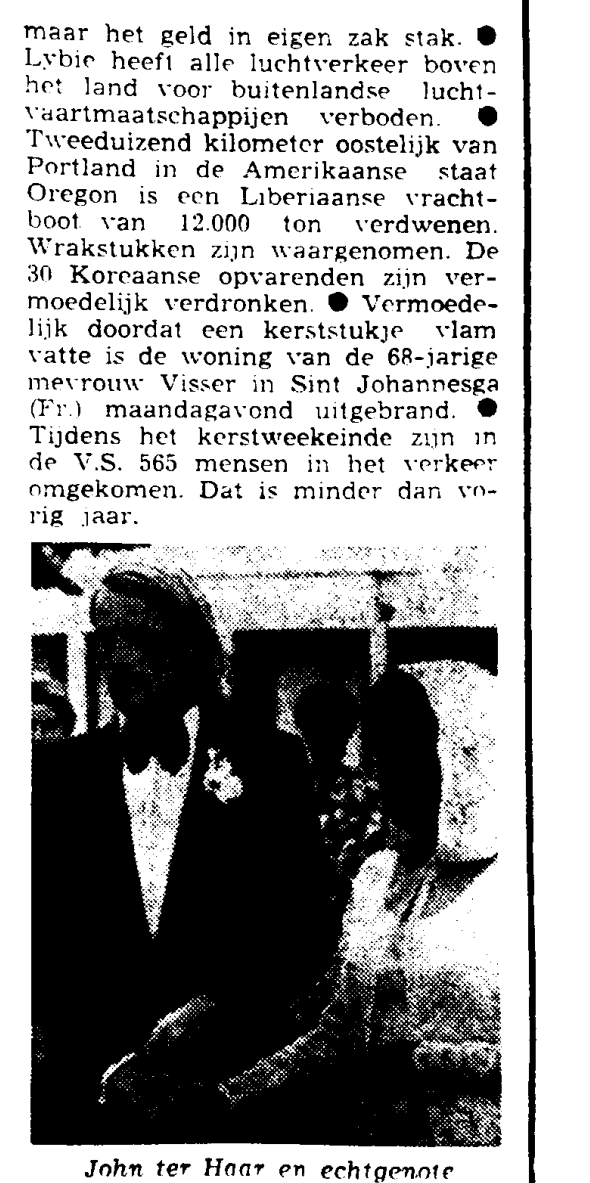 maar het geld in eigen zak stak. ●
Lybie heeft alle luchtverkeer boven
het land voor buitenlandse lucht-
vaartmaatschappijen verboden. ●
Tweeduizend kilometer oostelijk van
Portland in de Amerikaanse staat
Oregon is een Liberiaanse vracht-
boot van 12.000 ton verdwenen.
Wrakstukken zijn waargenomen. De
30 Koreaanse opvarenden zijn ver-
moedelijk verdronken. ● Vermoede-
lijk doordat een kerststukje vlam
vatte is de woning van de 68-jarige
mevrouw Visser in Sint Johannesga
(Fr.) maandagavond uitgebrand. ●
Tijdens het kerstweekeinde zijn in
de V.S. 565 mensen in het verkeer
omgekomen. Dat is minder dan vo-
rig jaar.
John ter Haar en echtgenote